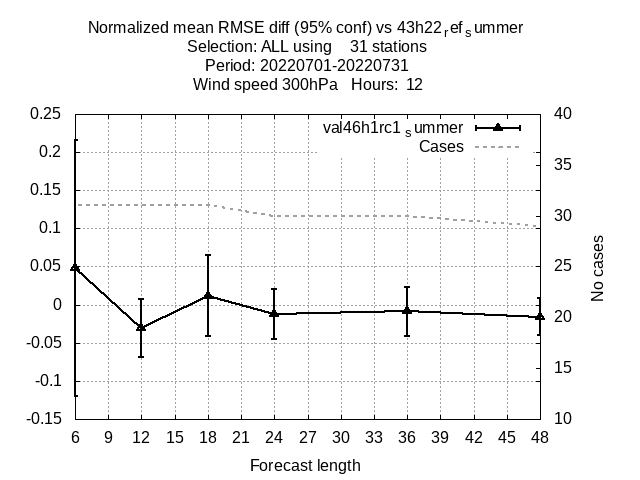 Normalized mean RMSE diff (95% conf) vs 43h22refsummer
Selection: ALL using 31 stations
Period: 20220701-20220731
Wind speed 300hPa Hours: 12
val46h1rc1summer
Cases
0.25
0.2
0.15
0.1
0.05
0
-0.05
-0.1
-0.15
40
35
30
25
20
15
10
No cases
6 9 12 15 18 21 24 27 30 33 36 39 42 45 48
Forecast length